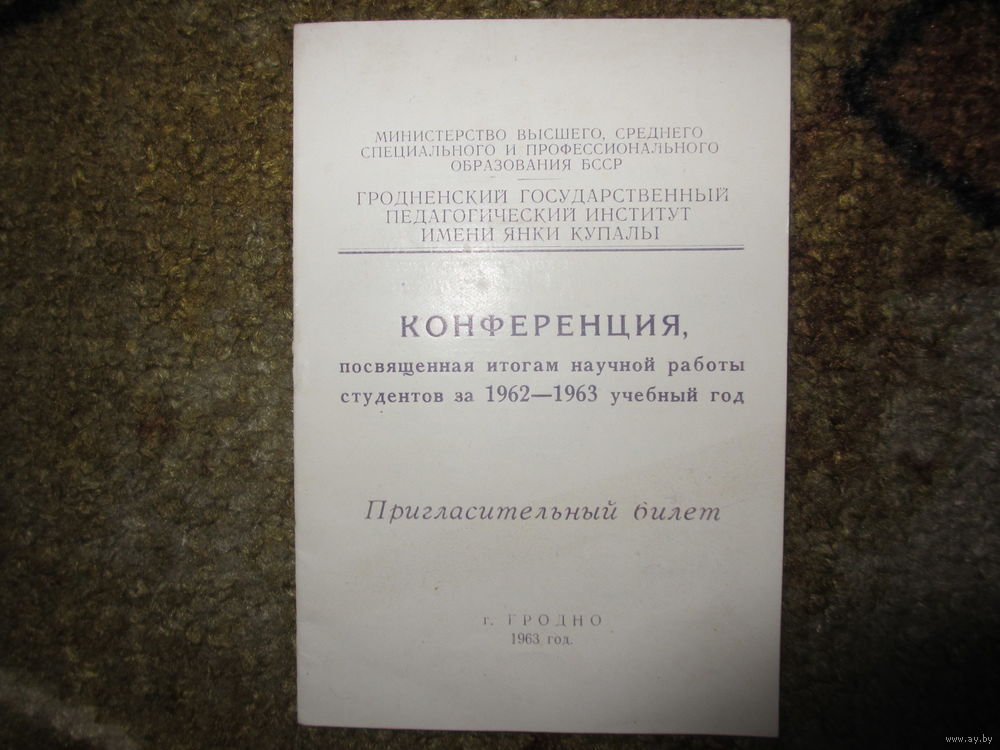 МИНИСТЕРСТВО ВЫСШЕГО, СРЕДНЕГО
СПЕЦИАЛЬНОГО И ПРОФЕССИОНАЛЬНОГО
ОБРАЗОВАНИЯ БССР
ГРОДНЕНСКИЙ ГОСУДАРСТВЕННЫЙ
ПЕДАГОГИЧЕСКИЙ ИНСТИТУТ
ИМЕНИ ЯНКИ КУПАЛЫ
КОНФЕРЕНЦИЯ,
посвященная итогам научной работы
студентов за 1962—1963 учебный год
Пригласительный билет
г. ГРОДНО
1963 год.
www.ay.by